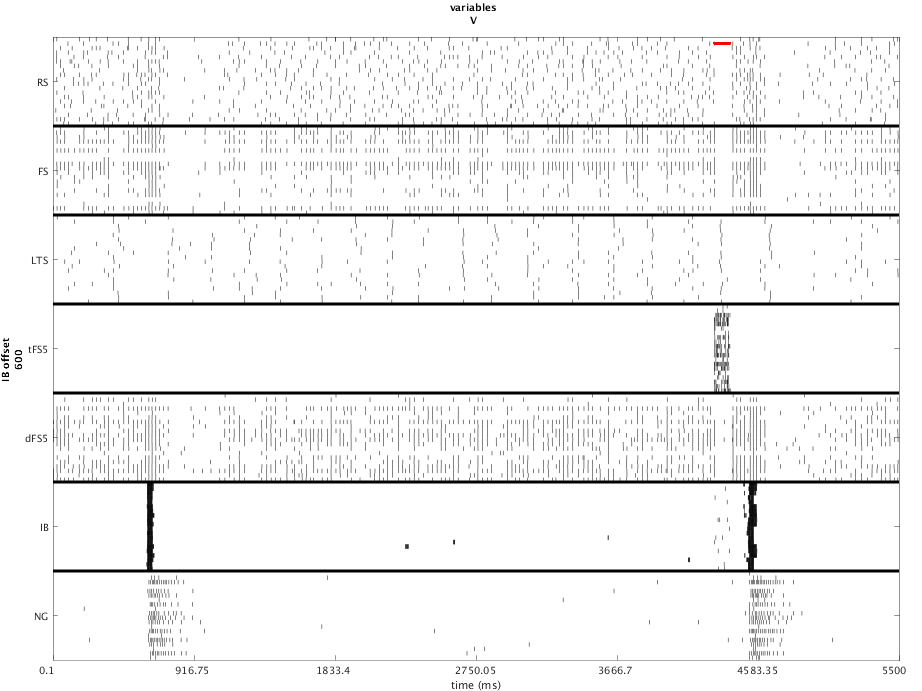 variables
V
RS
FS
LTS
tFS5
dFS5
IB
NG
IB offset
600
0.1 916.75 1833.4 2750.05 3666.7 4583.35 5500
time (ms)